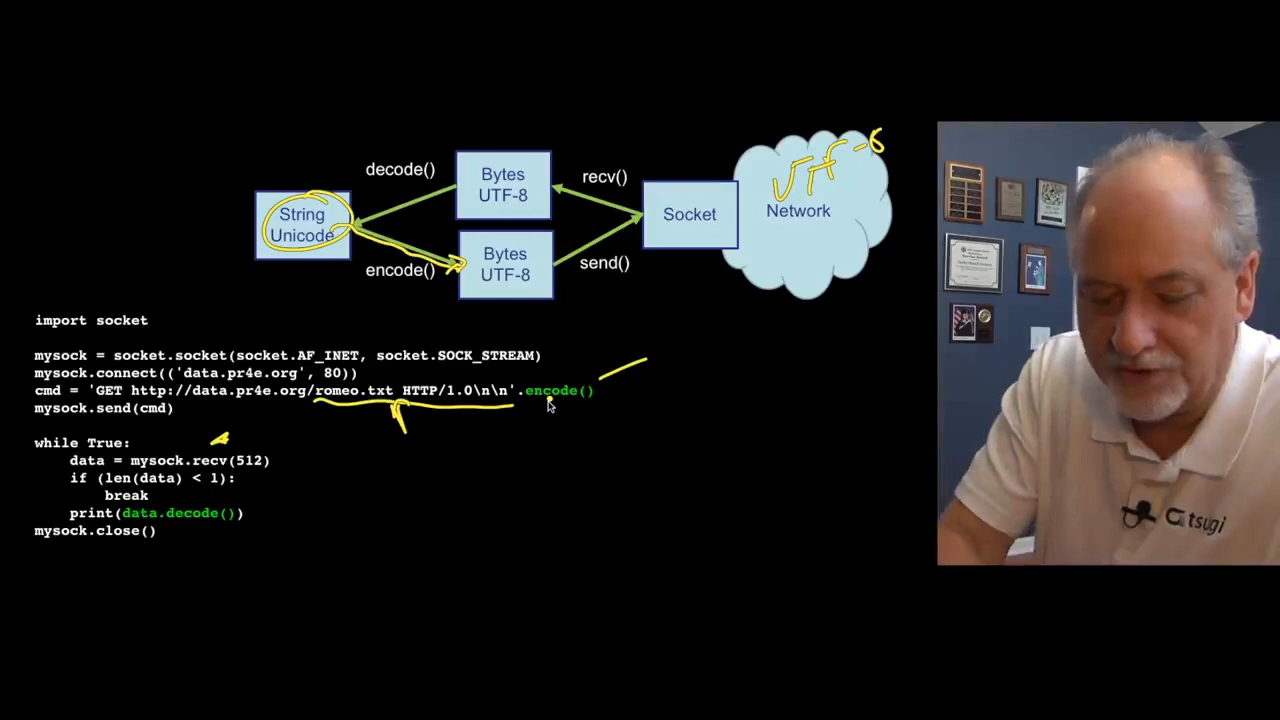 utf-8
decode()
Bytes
UTF-8
recv()
String
Unicode
Socket
Network
encode()
Bytes
UTF-8
send()
import socket
mysock = socket.socket(socket.AF_INET, socket.SOCK_STREAM)
mysock.connect(('data.pr4e.org', 80))
cmd = 'GET http://data.pr4e.org/romeo.txt HTTP/1.0\n\n'.encode()
mysock.send(cmd)
while True:
    data = mysock.recv(512)
    if (len(data) < 1):
        break
    print(data.decode())
mysock.close()
tsugi